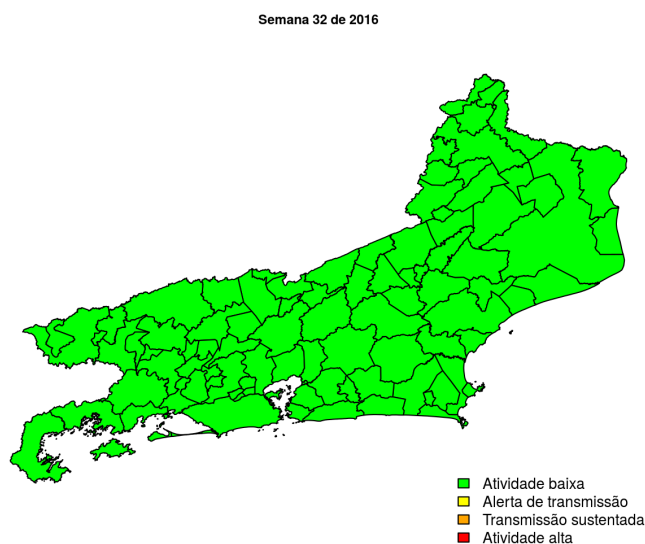 Semana 32 de 2016
Atividade baixa
Alerta de transmissão
Transmissão sustentada
Atividade alta